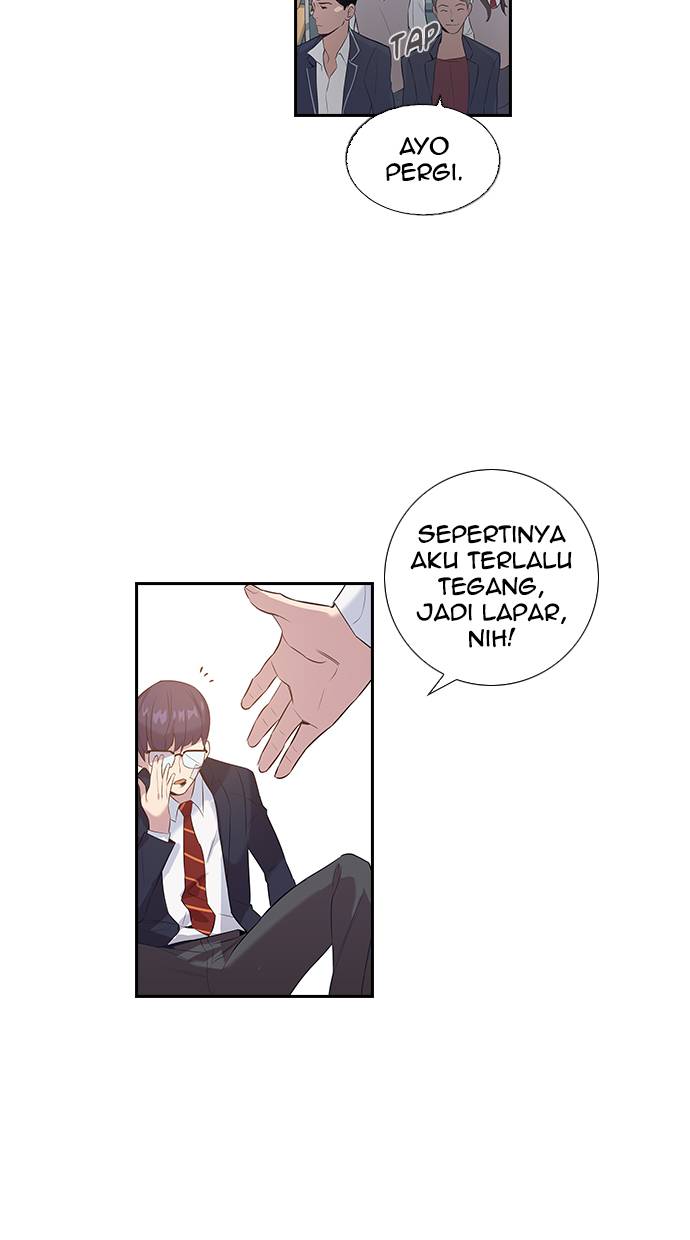 TAP
AYO
PERGI.
SEPERTINYA
AKU TERLALU
TEGANG,
JADI LAPAR,
NIH!